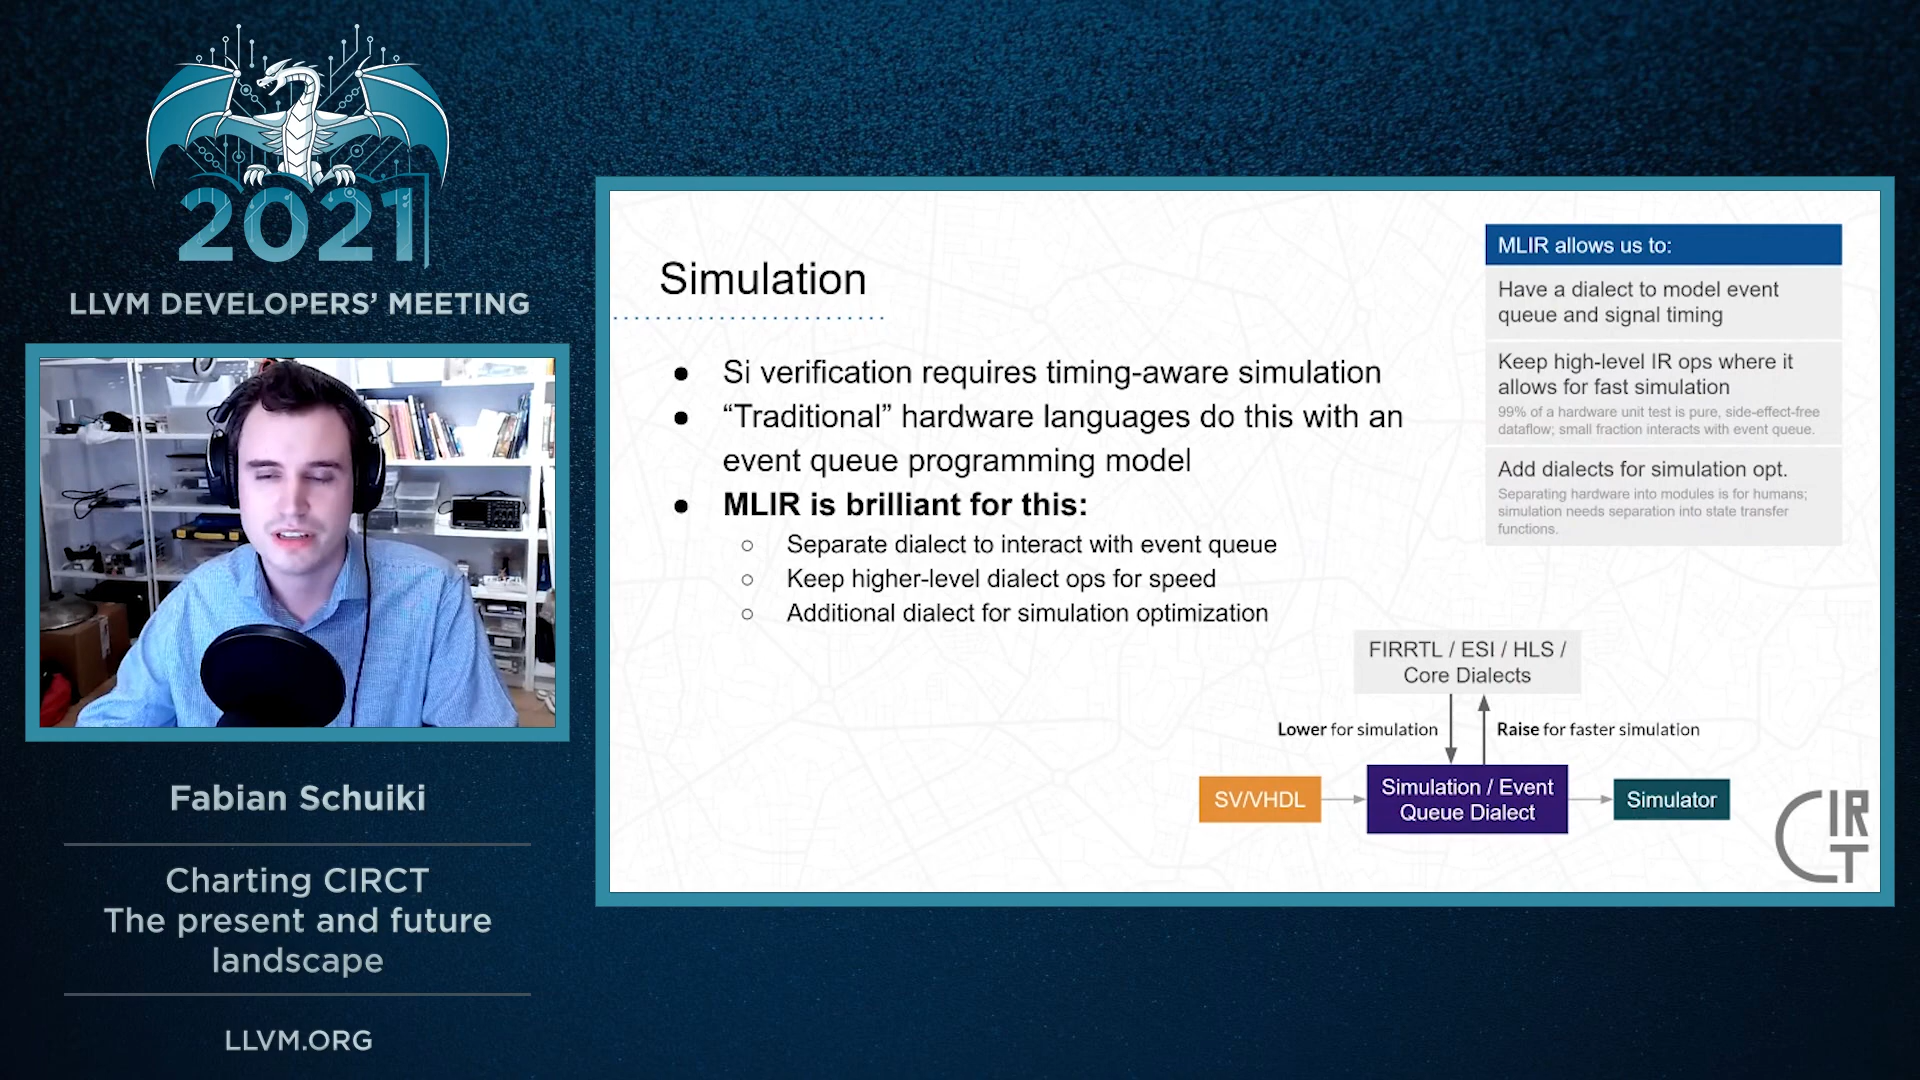 2021
LLVM DEVELOPERS' MEETING
Fabian Schuiki
Charting CIRCT
The present and future
landscape
LLVM.ORG
Simulation
● Si verification requires timing-aware simulation
● “Traditional” hardware languages do this with an
event queue programming model
● MLIR is brilliant for this:
○ Separate dialect to interact with event queue
○ Keep higher-level dialect ops for speed
○ Additional dialect for simulation optimization
MLIR allows us to:
Have a dialect to model event
queue and signal timing
Keep high-level IR ops where it
allows for fast simulation
99% of a hardware unit test is pure, side-effect-free
dataflow; small fraction interacts with event queue.
Add dialects for simulation opt.
Separating hardware into modules is for humans;
simulation needs separation into state transfer
functions.
FIRRTL / ESI / HLS /
Core Dialects
Lower for simulation
Raise for faster simulation
SV/VHDL
Simulation / Event
Queue Dialect
Simulator
CIRCT